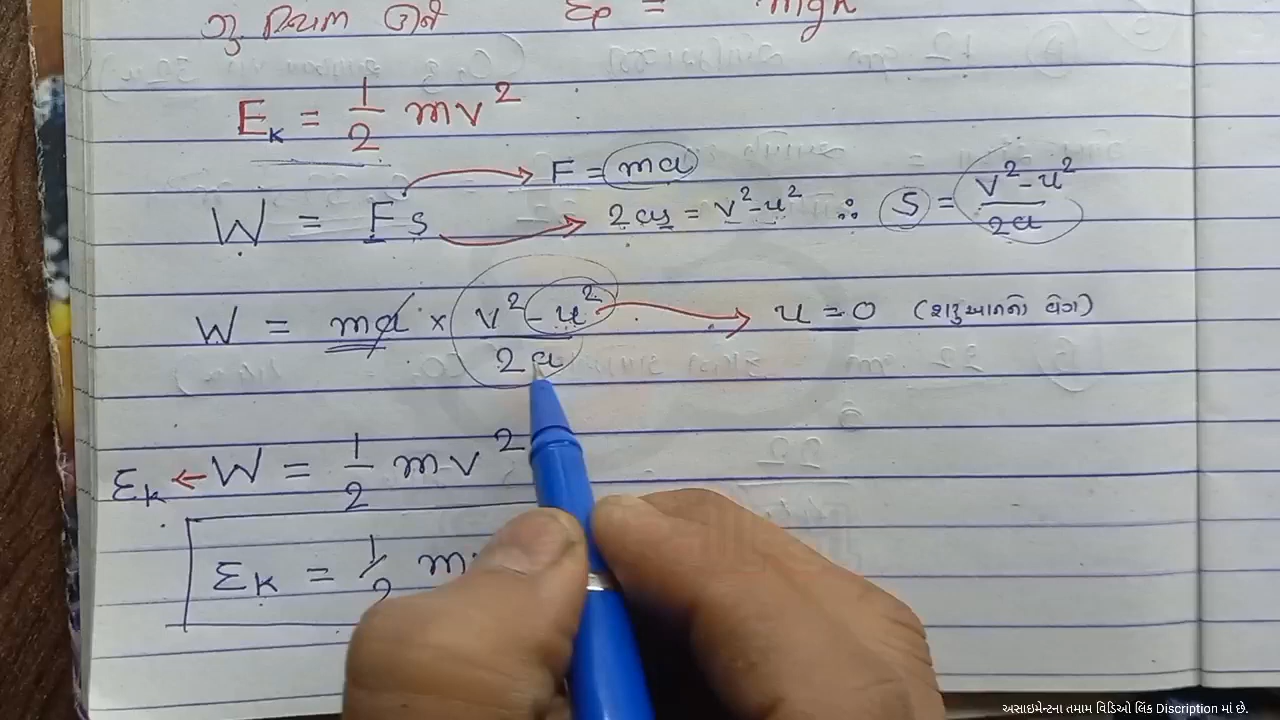 Ep = mgh
Ek = 1/2 mv²
F = ma
W = Fs 2as = v²-u² ∴ S = v²-u²/2a
W = ma × v²-u²/2a u = 0 (શરુઆતનો વેગ)
Ek ← W = 1/2 mv²
Ek = 1/2 m
અસાઇમેન્ટના તમામ વિડિઓ લિંક Discription માં છે.